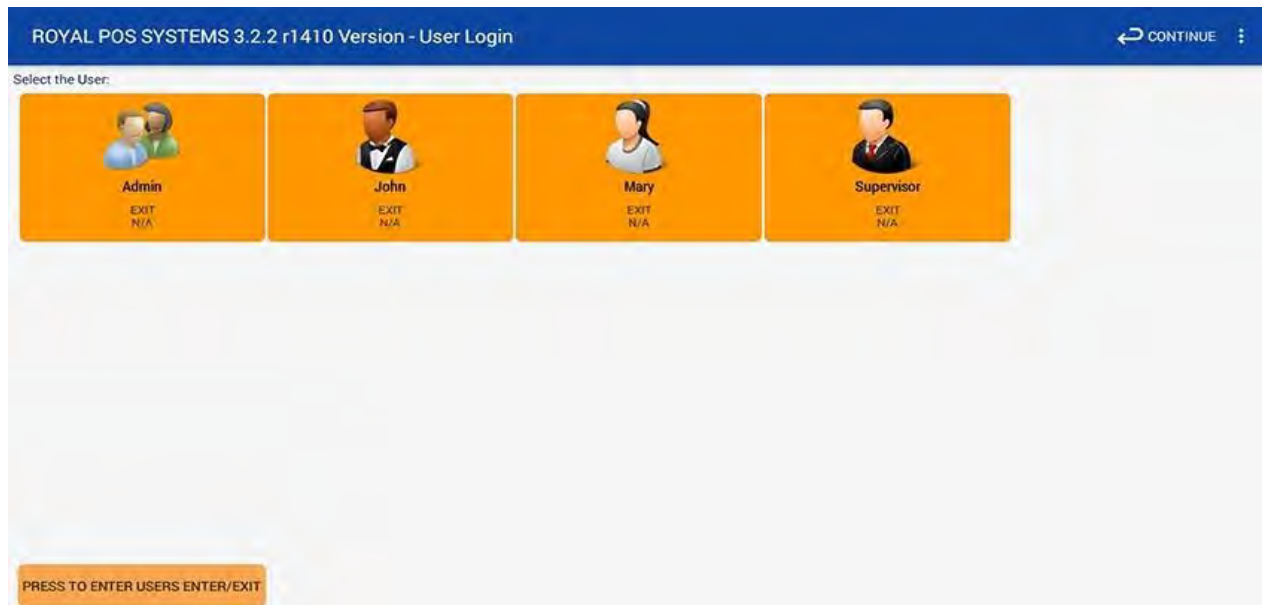 ROYAL POS SYSTEMS 3.2.2 r1410 Version - User Login
CONTINUE
Select the User:
Admin
EXIT
N/A
John
EXIT
N/A
Mary
EXIT
N/A
Supervisor
EXIT
N/A
PRESS TO ENTER USERS ENTER/EXIT